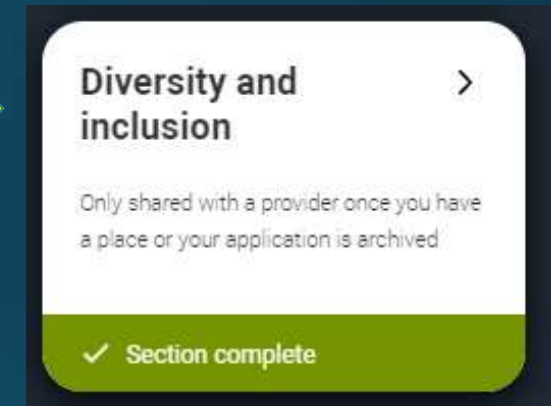 Diversity and
inclusion
Only shared with a provider once you have
a place or your application is archived
Section complete